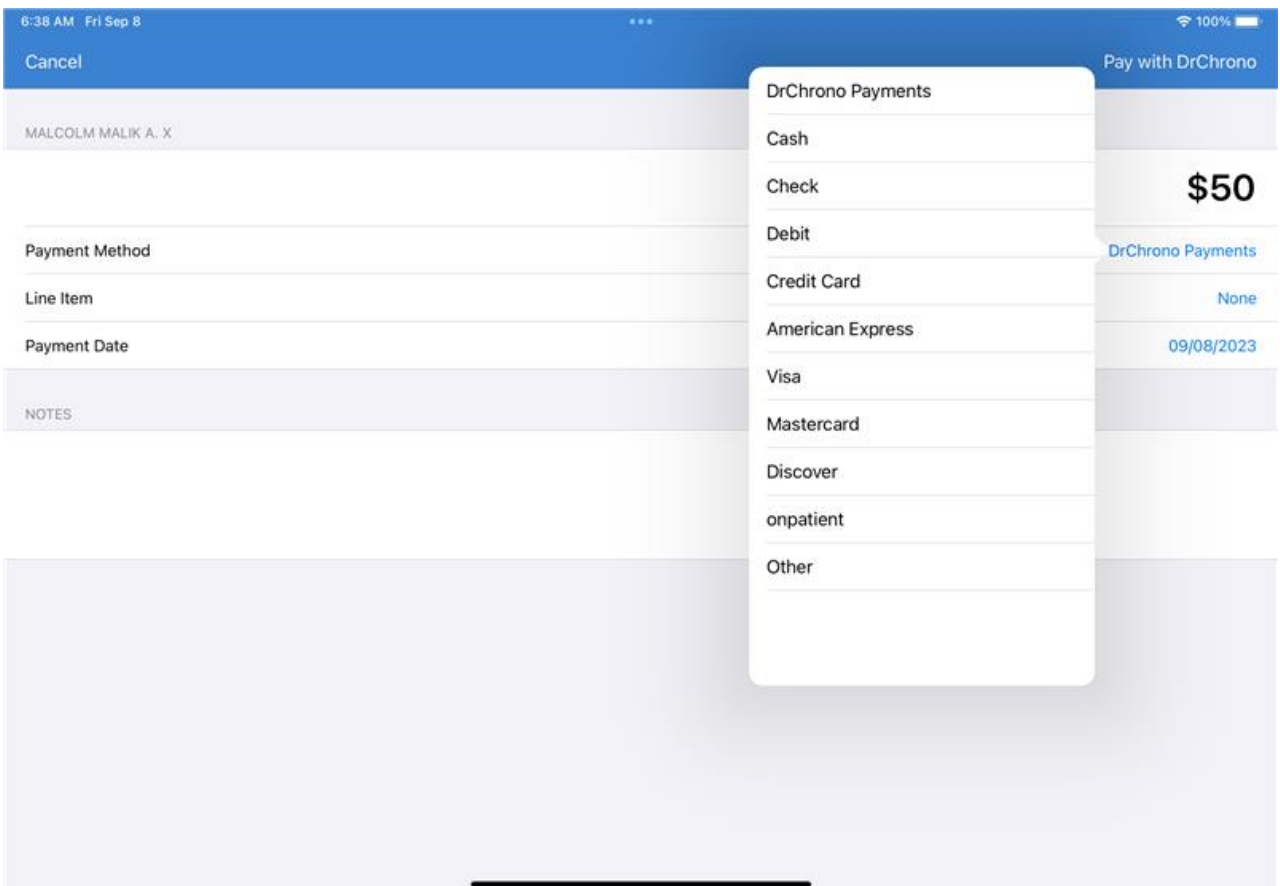 6:38 AM Fri Sep 8
100%
Cancel
Pay with DrChrono
MALCOLM MALIK A. X
$50
Payment Method
DrChrono Payments
Line Item
None
Payment Date
09/08/2023
NOTES
DrChrono Payments
Cash
Check
Debit
Credit Card
American Express
Visa
Mastercard
Discover
onpatient
Other